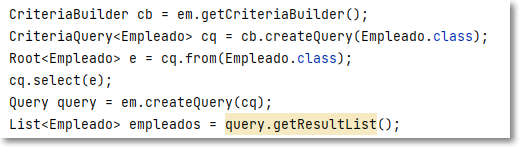 CriteriaBuilder cb = em.getCriteriaBuilder();
CriteriaQuery<Empleado> cq = cb.createQuery(Empleado.class);
Root<Empleado> e = cq.from(Empleado.class);
cq.select(e);
Query query = em.createQuery(cq);
List<Empleado> empleados = query.getResultList();